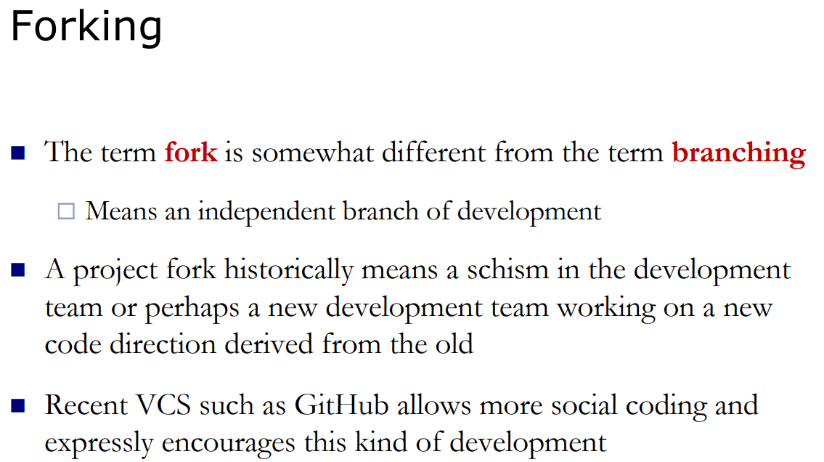 Forking
The term fork is somewhat different from the term branching
Means an independent branch of development
A project fork historically means a schism in the development
team or perhaps a new development team working on a new
code direction derived from the old
Recent VCS such as GitHub allows more social coding and
expressly encourages this kind of development